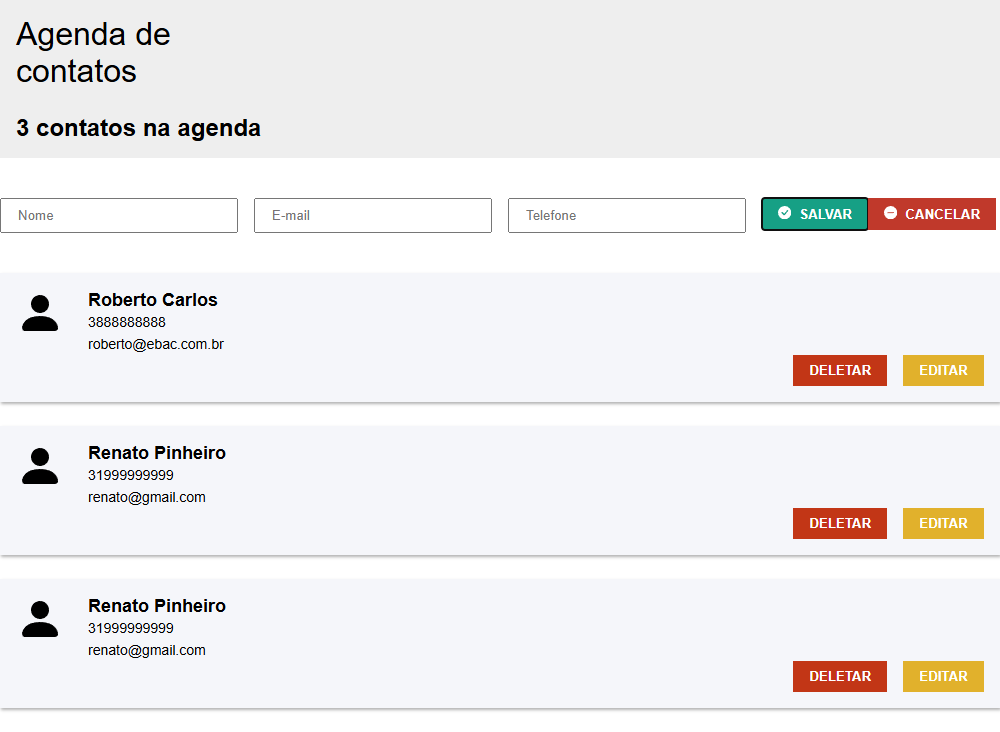 Agenda de
contatos
3 contatos na agenda
Nome E-mail Telefone SALVAR CANCELAR
Roberto Carlos
3888888888
roberto@ebac.com.br
DELETAR EDITAR
Renato Pinheiro
31999999999
renato@gmail.com
DELETAR EDITAR
Renato Pinheiro
31999999999
renato@gmail.com
DELETAR EDITAR